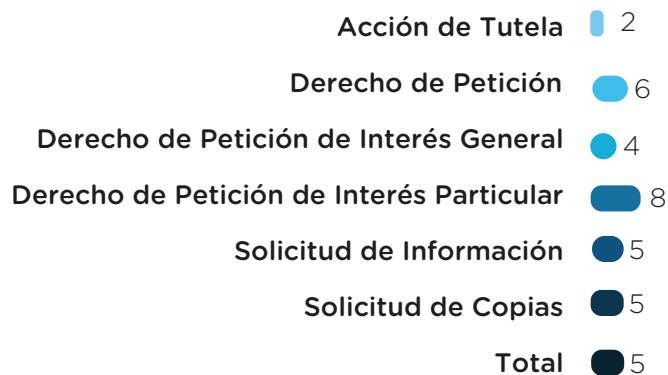 Acción de Tutela 2
Derecho de Petición 6
Derecho de Petición de Interés General 4
Derecho de Petición de Interés Particular 8
Solicitud de Información 5
Solicitud de Copias 5
Total 5